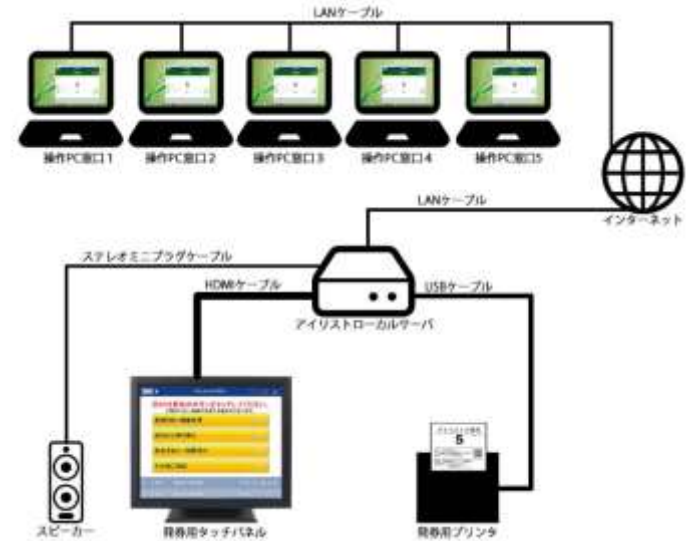 LANケーブル
操作PC窓口1
操作PC窓口2
操作PC窓口3
操作PC窓口4
操作PC窓口5
LANケーブル
インターネット
ステレオミニプラグケーブル
HDMIケーブル
USBケーブル
アイリストローカルサーバ
5
スピーカー
発券用タッチパネル
発券用プリンタ